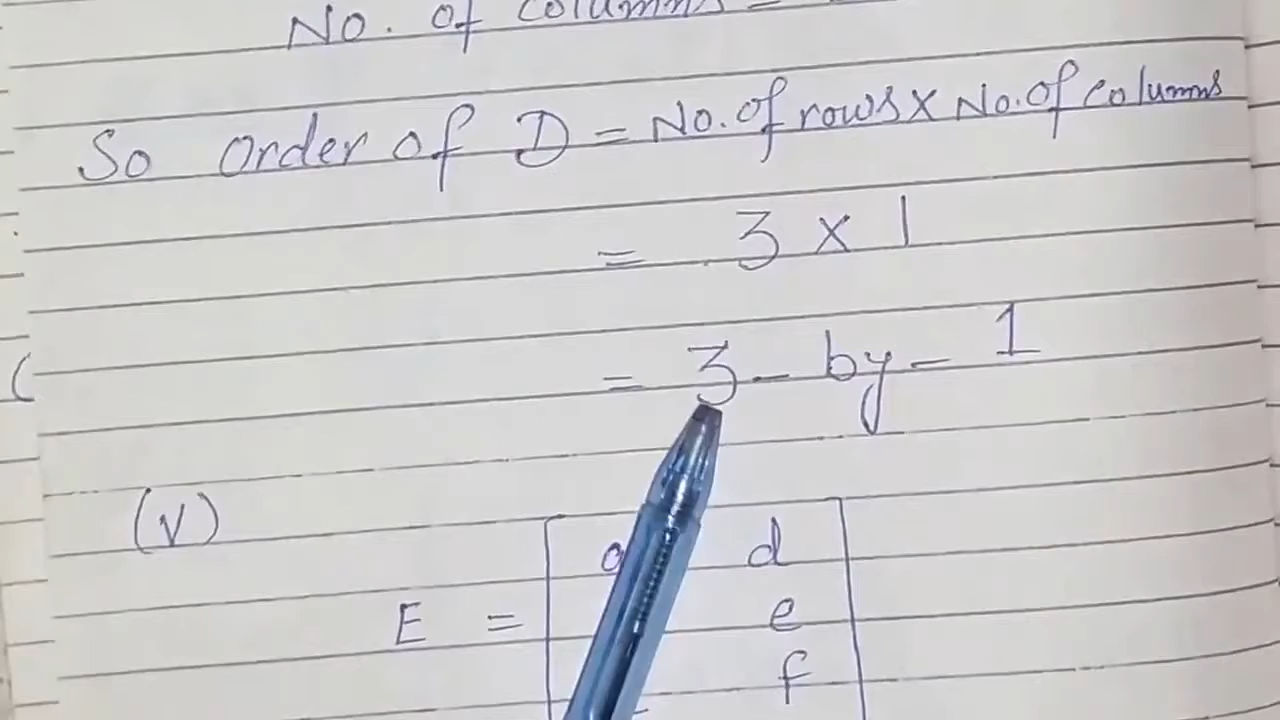 No. of columns =
So Order of D = No. of rows x No. of columns
= 3 x 1
= 3 - by - 1
(v)
E = [ a d
e
f